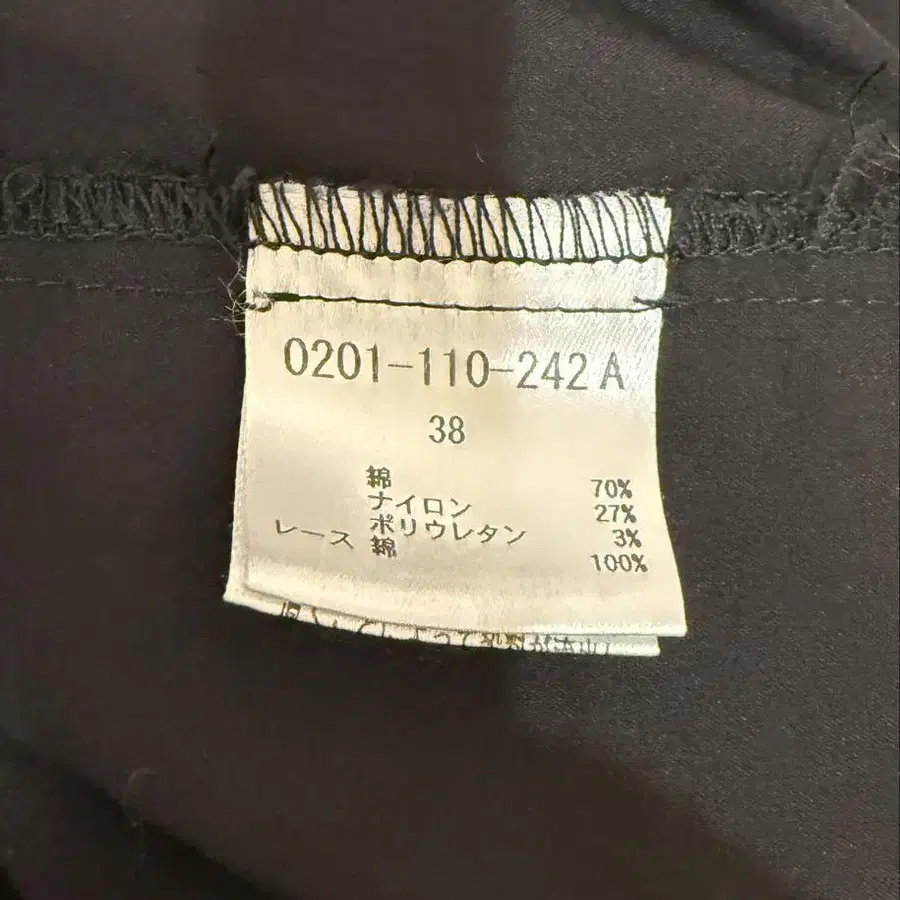 0201-110-242 A
38
綿 70%
ナイロン 27%
ポリウレタン 3%
レース 綿 100%